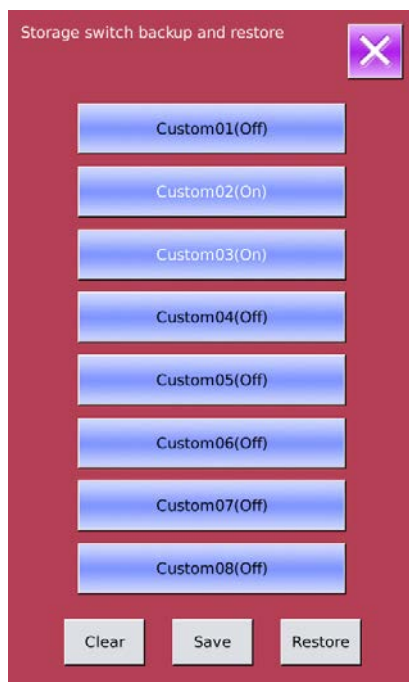 Storage switch backup and restore
Custom01(Off)
Custom02(On)
Custom03(On)
Custom04(Off)
Custom05(Off)
Custom06(Off)
Custom07(Off)
Custom08(Off)
Clear Save Restore